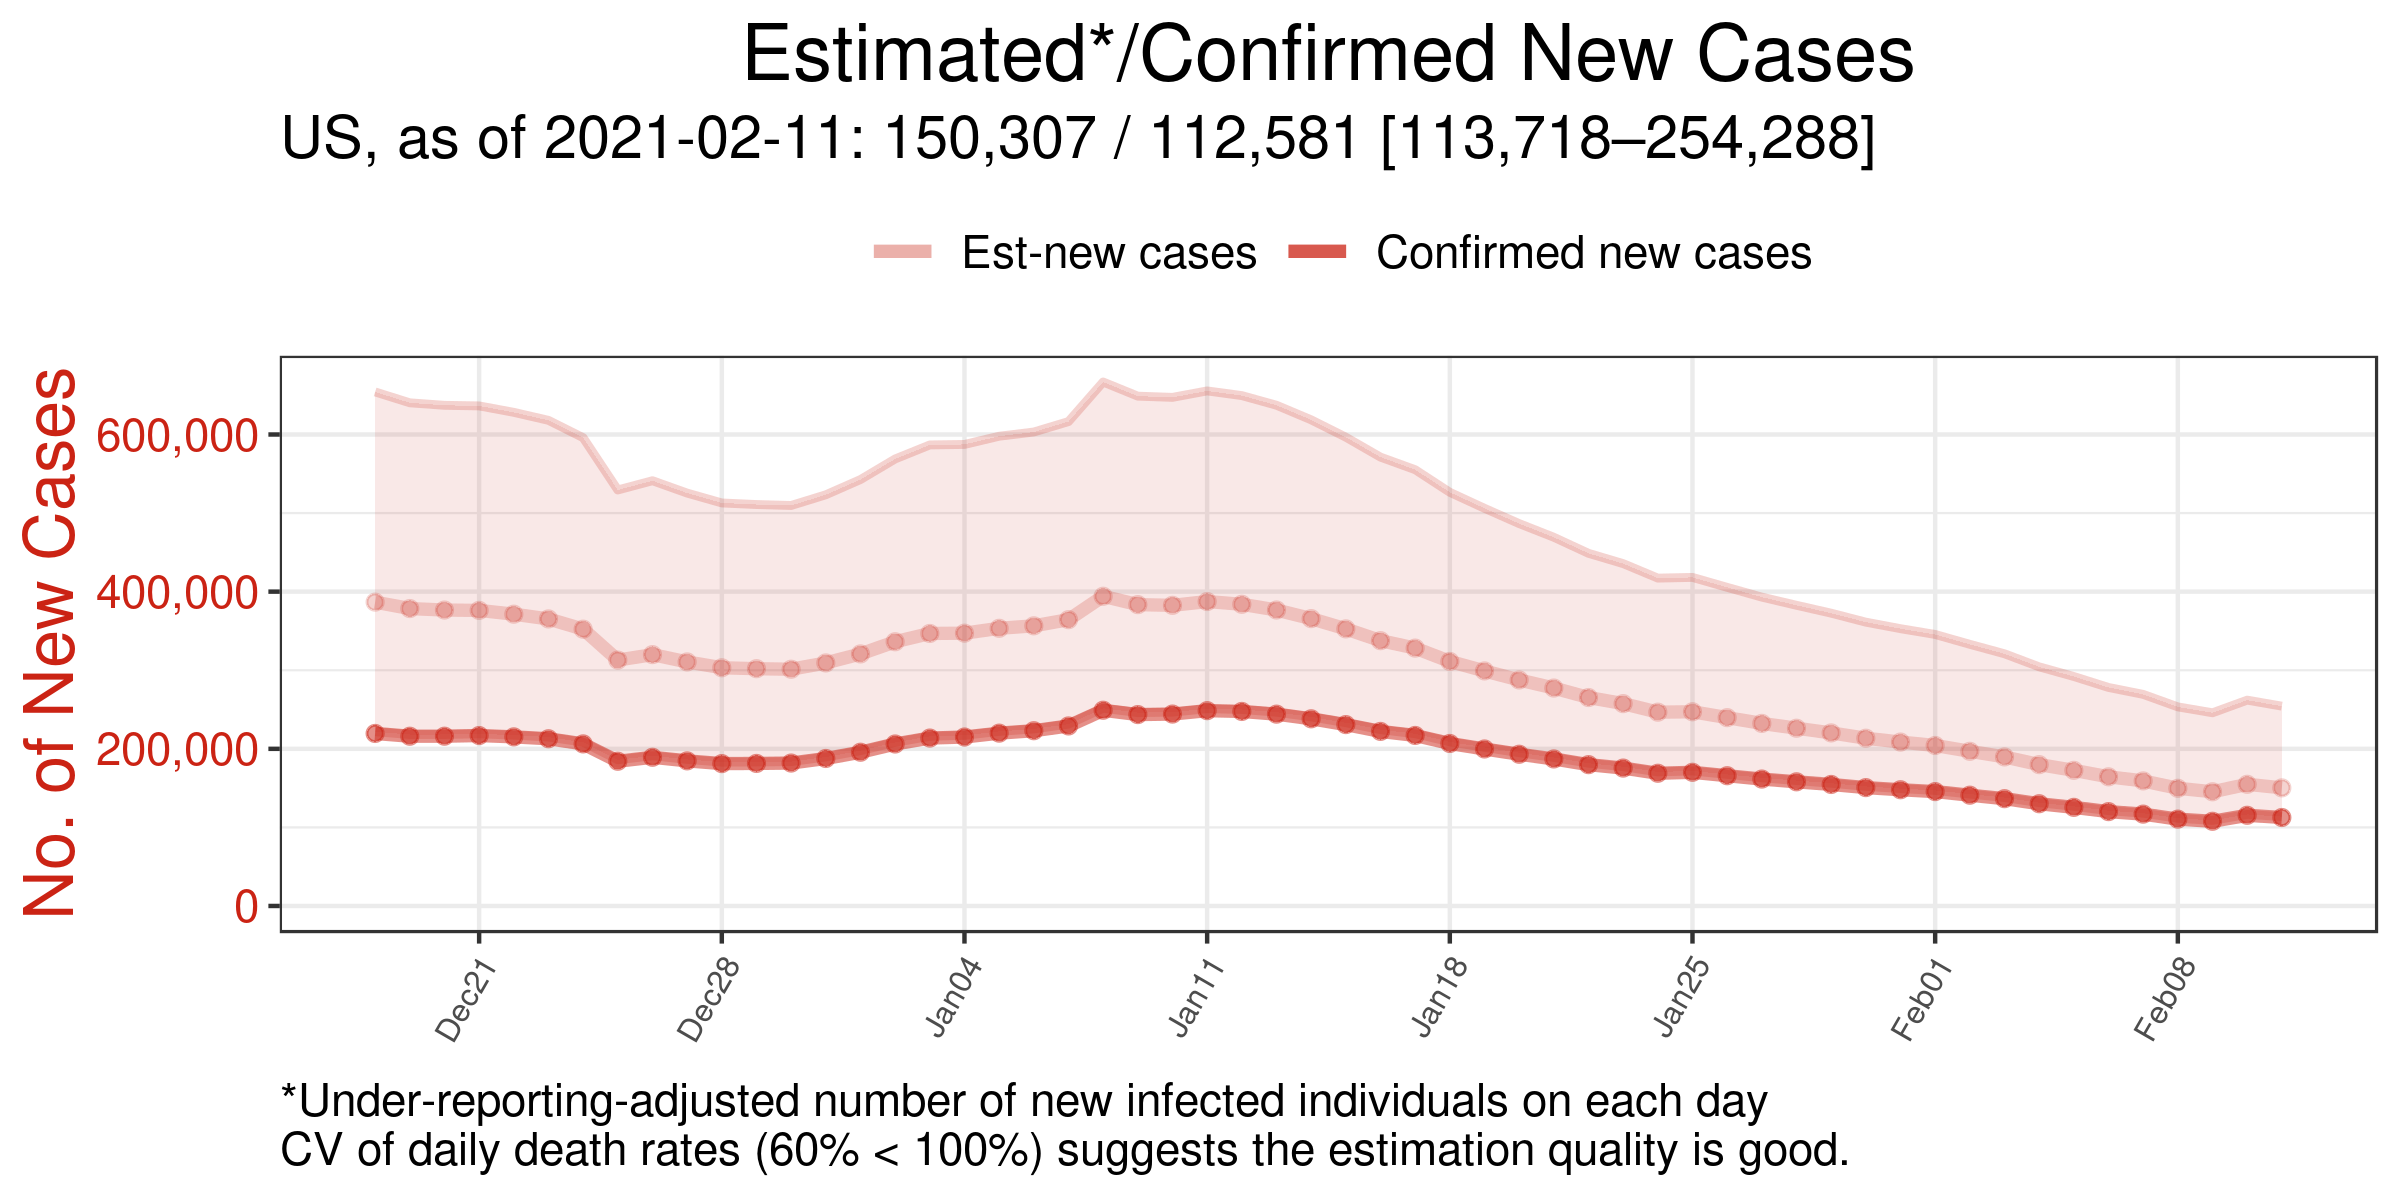 Estimated*/Confirmed New Cases
US, as of 2021-02-11: 150,307 / 112,581 [113,718–254,288]
Est-new cases
Confirmed new cases
No. of New Cases
600,000
400,000
200,000
0
Dec21
Dec28
Jan04
Jan11
Jan18
Jan25
Feb01
Feb08
*Under-reporting-adjusted number of new infected individuals on each day
CV of daily death rates (60% < 100%) suggests the estimation quality is good.